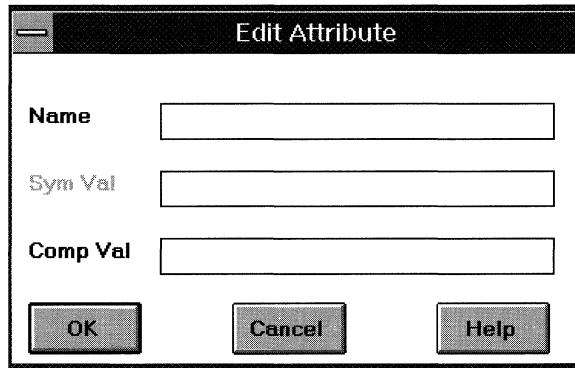 Edit Attribute
Name
Sym Val
Comp Val
OK Cancel Help